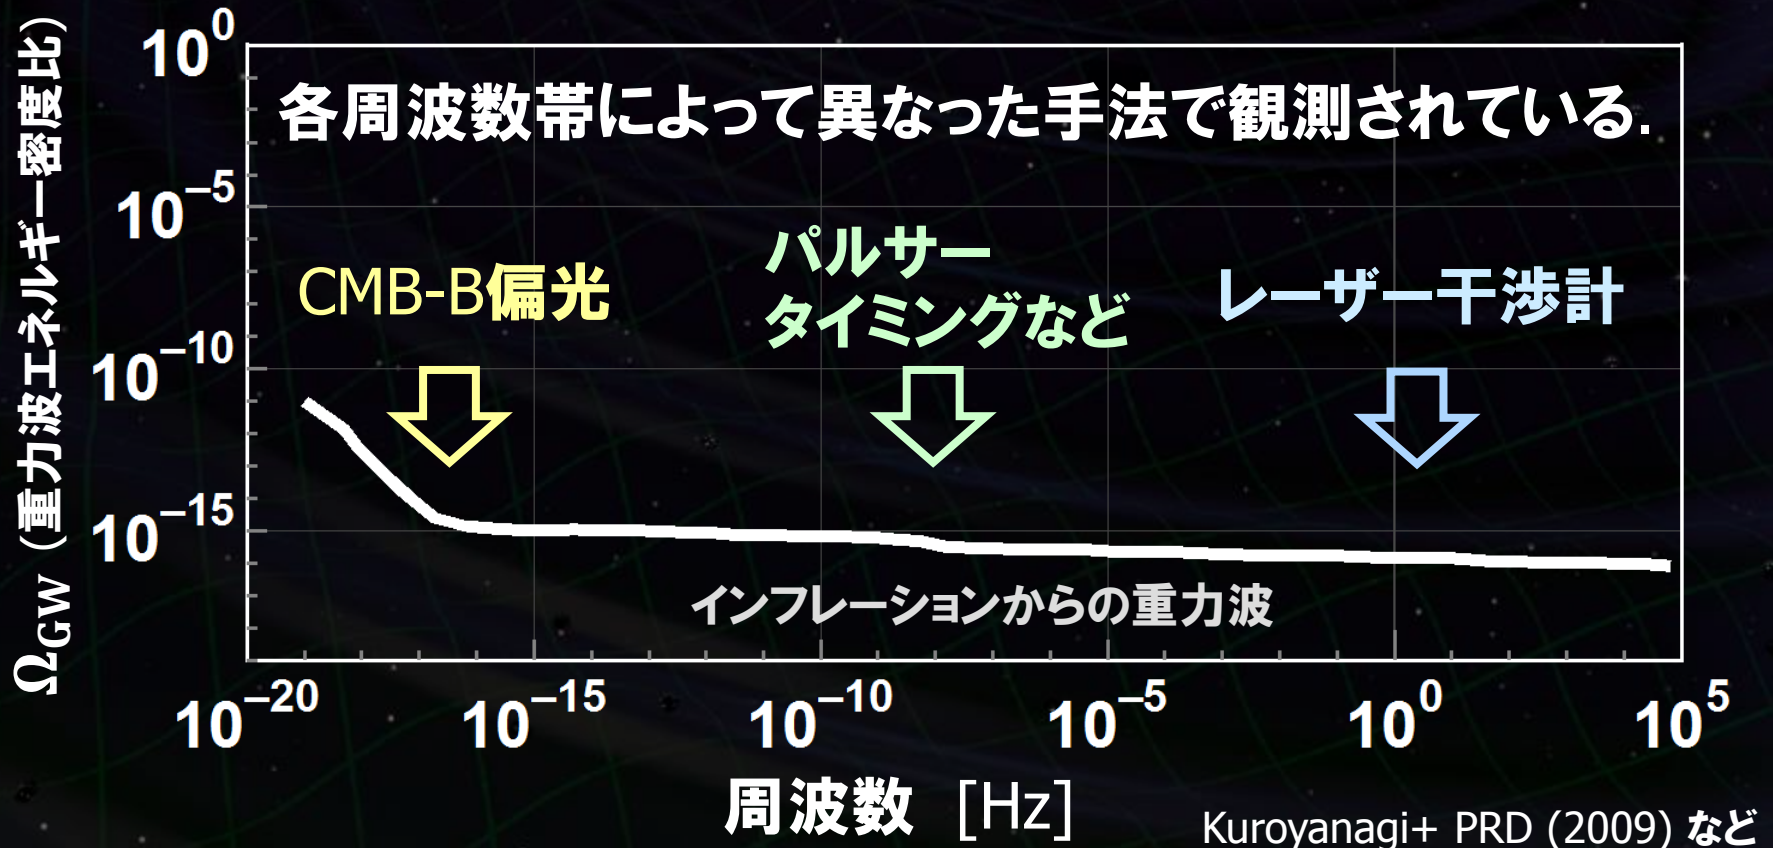 各周波数帯によって異なった手法で観測されている.
Ω_GW (重力波エネルギー密度比)
10^0
10^−5
10^−10
10^−15
CMB-B偏光
パルサー
タイミングなど
レーザー干渉計
インフレーションからの重力波
10^−20 10^−15 10^−10 10^−5 10^0 10^5
周波数 [Hz]
Kuroyanagi+ PRD (2009) など